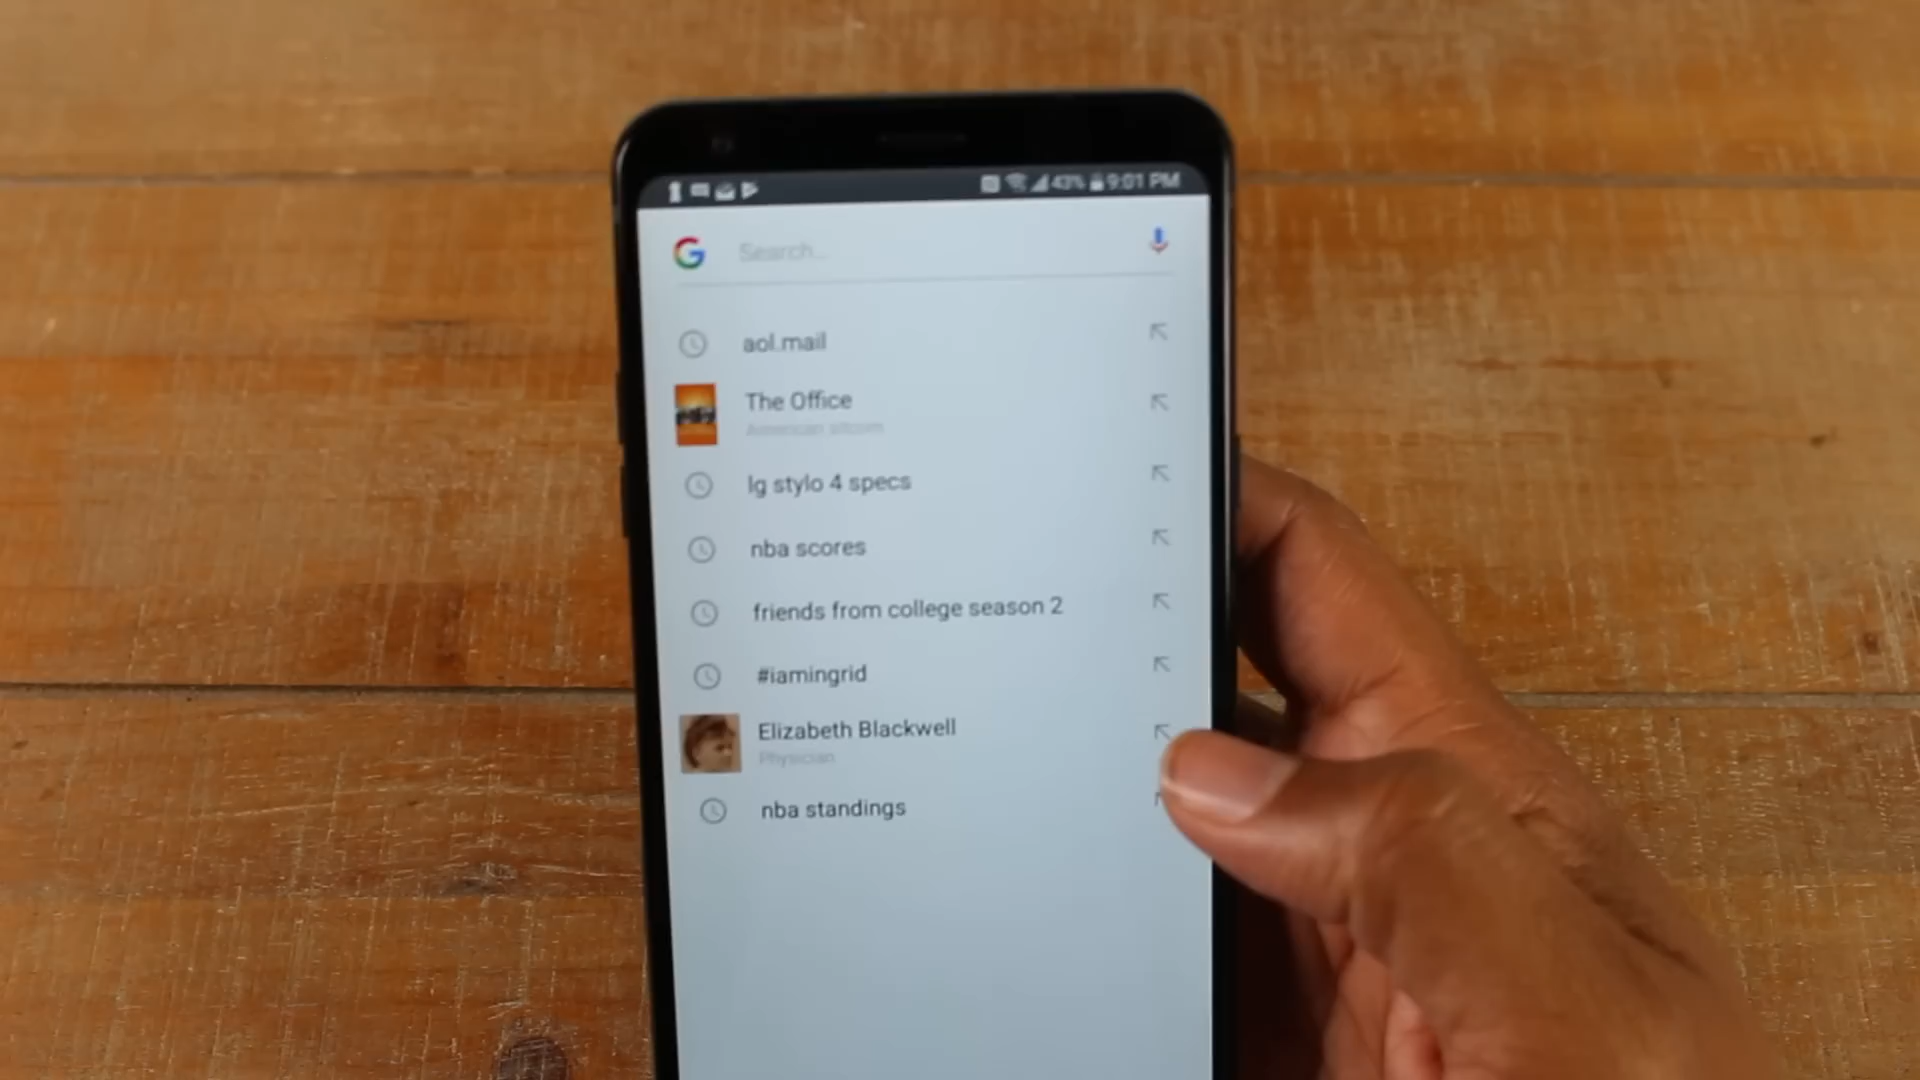 43% 9:01 PM
Search...
aol.mail
The Office
American sitcom
lg stylo 4 specs
nba scores
friends from college season 2
#iamingrid
Elizabeth Blackwell
Physician
nba standings